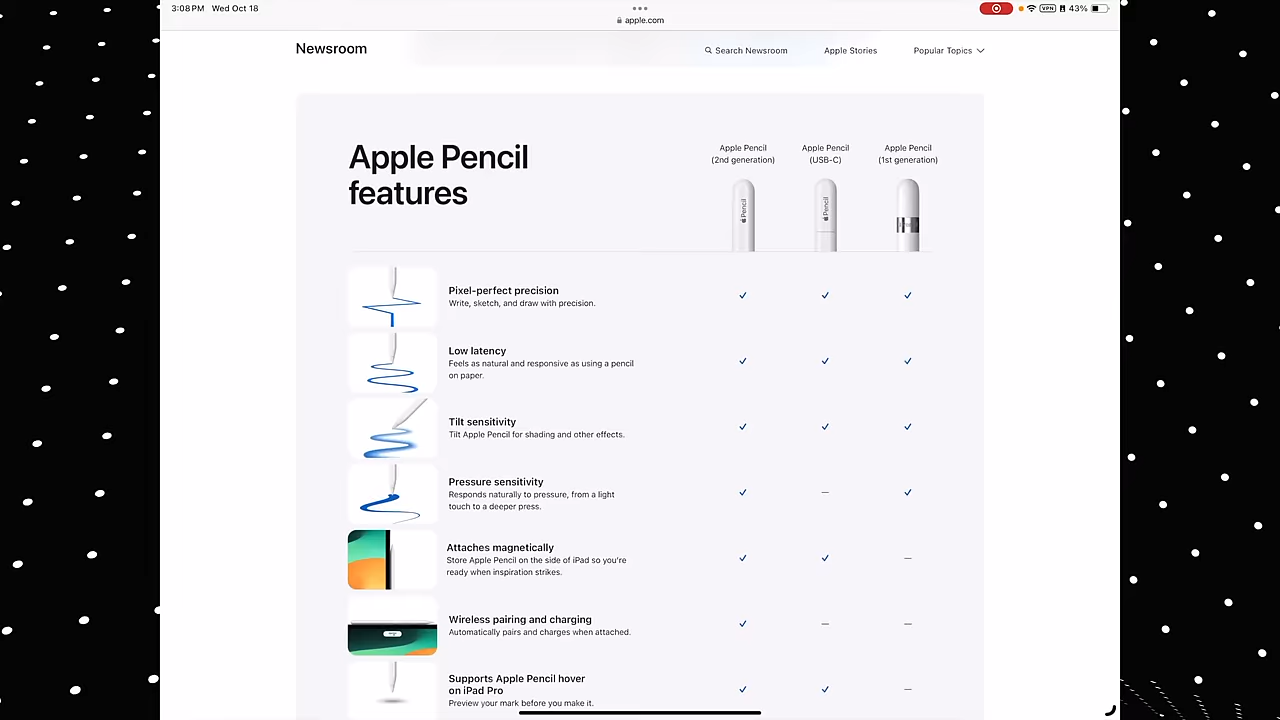 3:08 PM Wed Oct 18
apple.com
VPN 43%
Newsroom
Search Newsroom
Apple Stories
Popular Topics
Apple Pencil
features
Apple Pencil
(2nd generation)
Apple Pencil
(USB-C)
Apple Pencil
(1st generation)
Pencil
Pencil
Pixel-perfect precision
Write, sketch, and draw with precision.
Low latency
Feels as natural and responsive as using a pencil
on paper.
Tilt sensitivity
Tilt Apple Pencil for shading and other effects.
Pressure sensitivity
Responds naturally to pressure, from a light
touch to a deeper press.
Attaches magnetically
Store Apple Pencil on the side of iPad so you're
ready when inspiration strikes.
Wireless pairing and charging
Automatically pairs and charges when attached.
Supports Apple Pencil hover
on iPad Pro
Preview your mark before you make it.